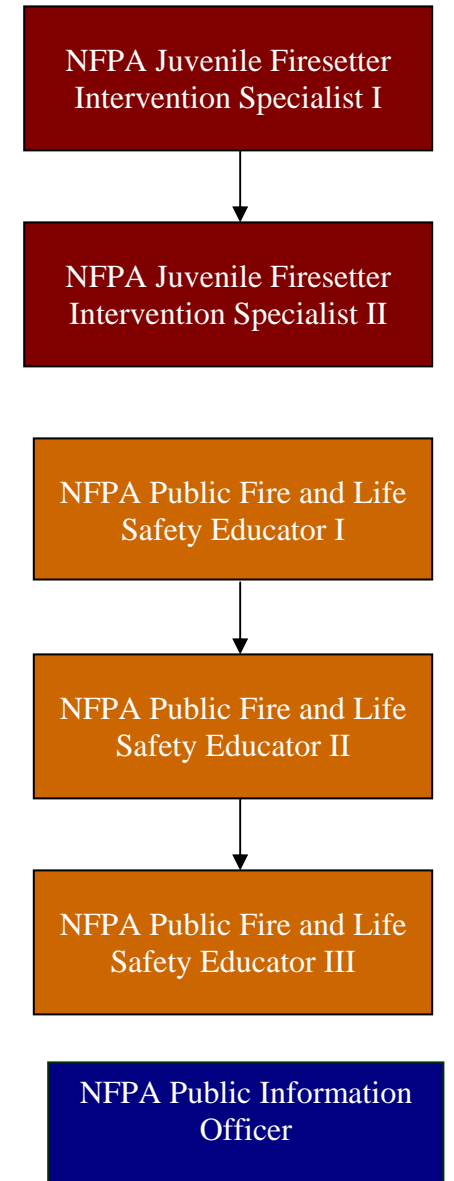 NFPA Juvenile Firesetter
Intervention Specialist I
NFPA Juvenile Firesetter
Intervention Specialist II
NFPA Public Fire and Life
Safety Educator I
NFPA Public Fire and Life
Safety Educator II
NFPA Public Fire and Life
Safety Educator III
NFPA Public Information
Officer